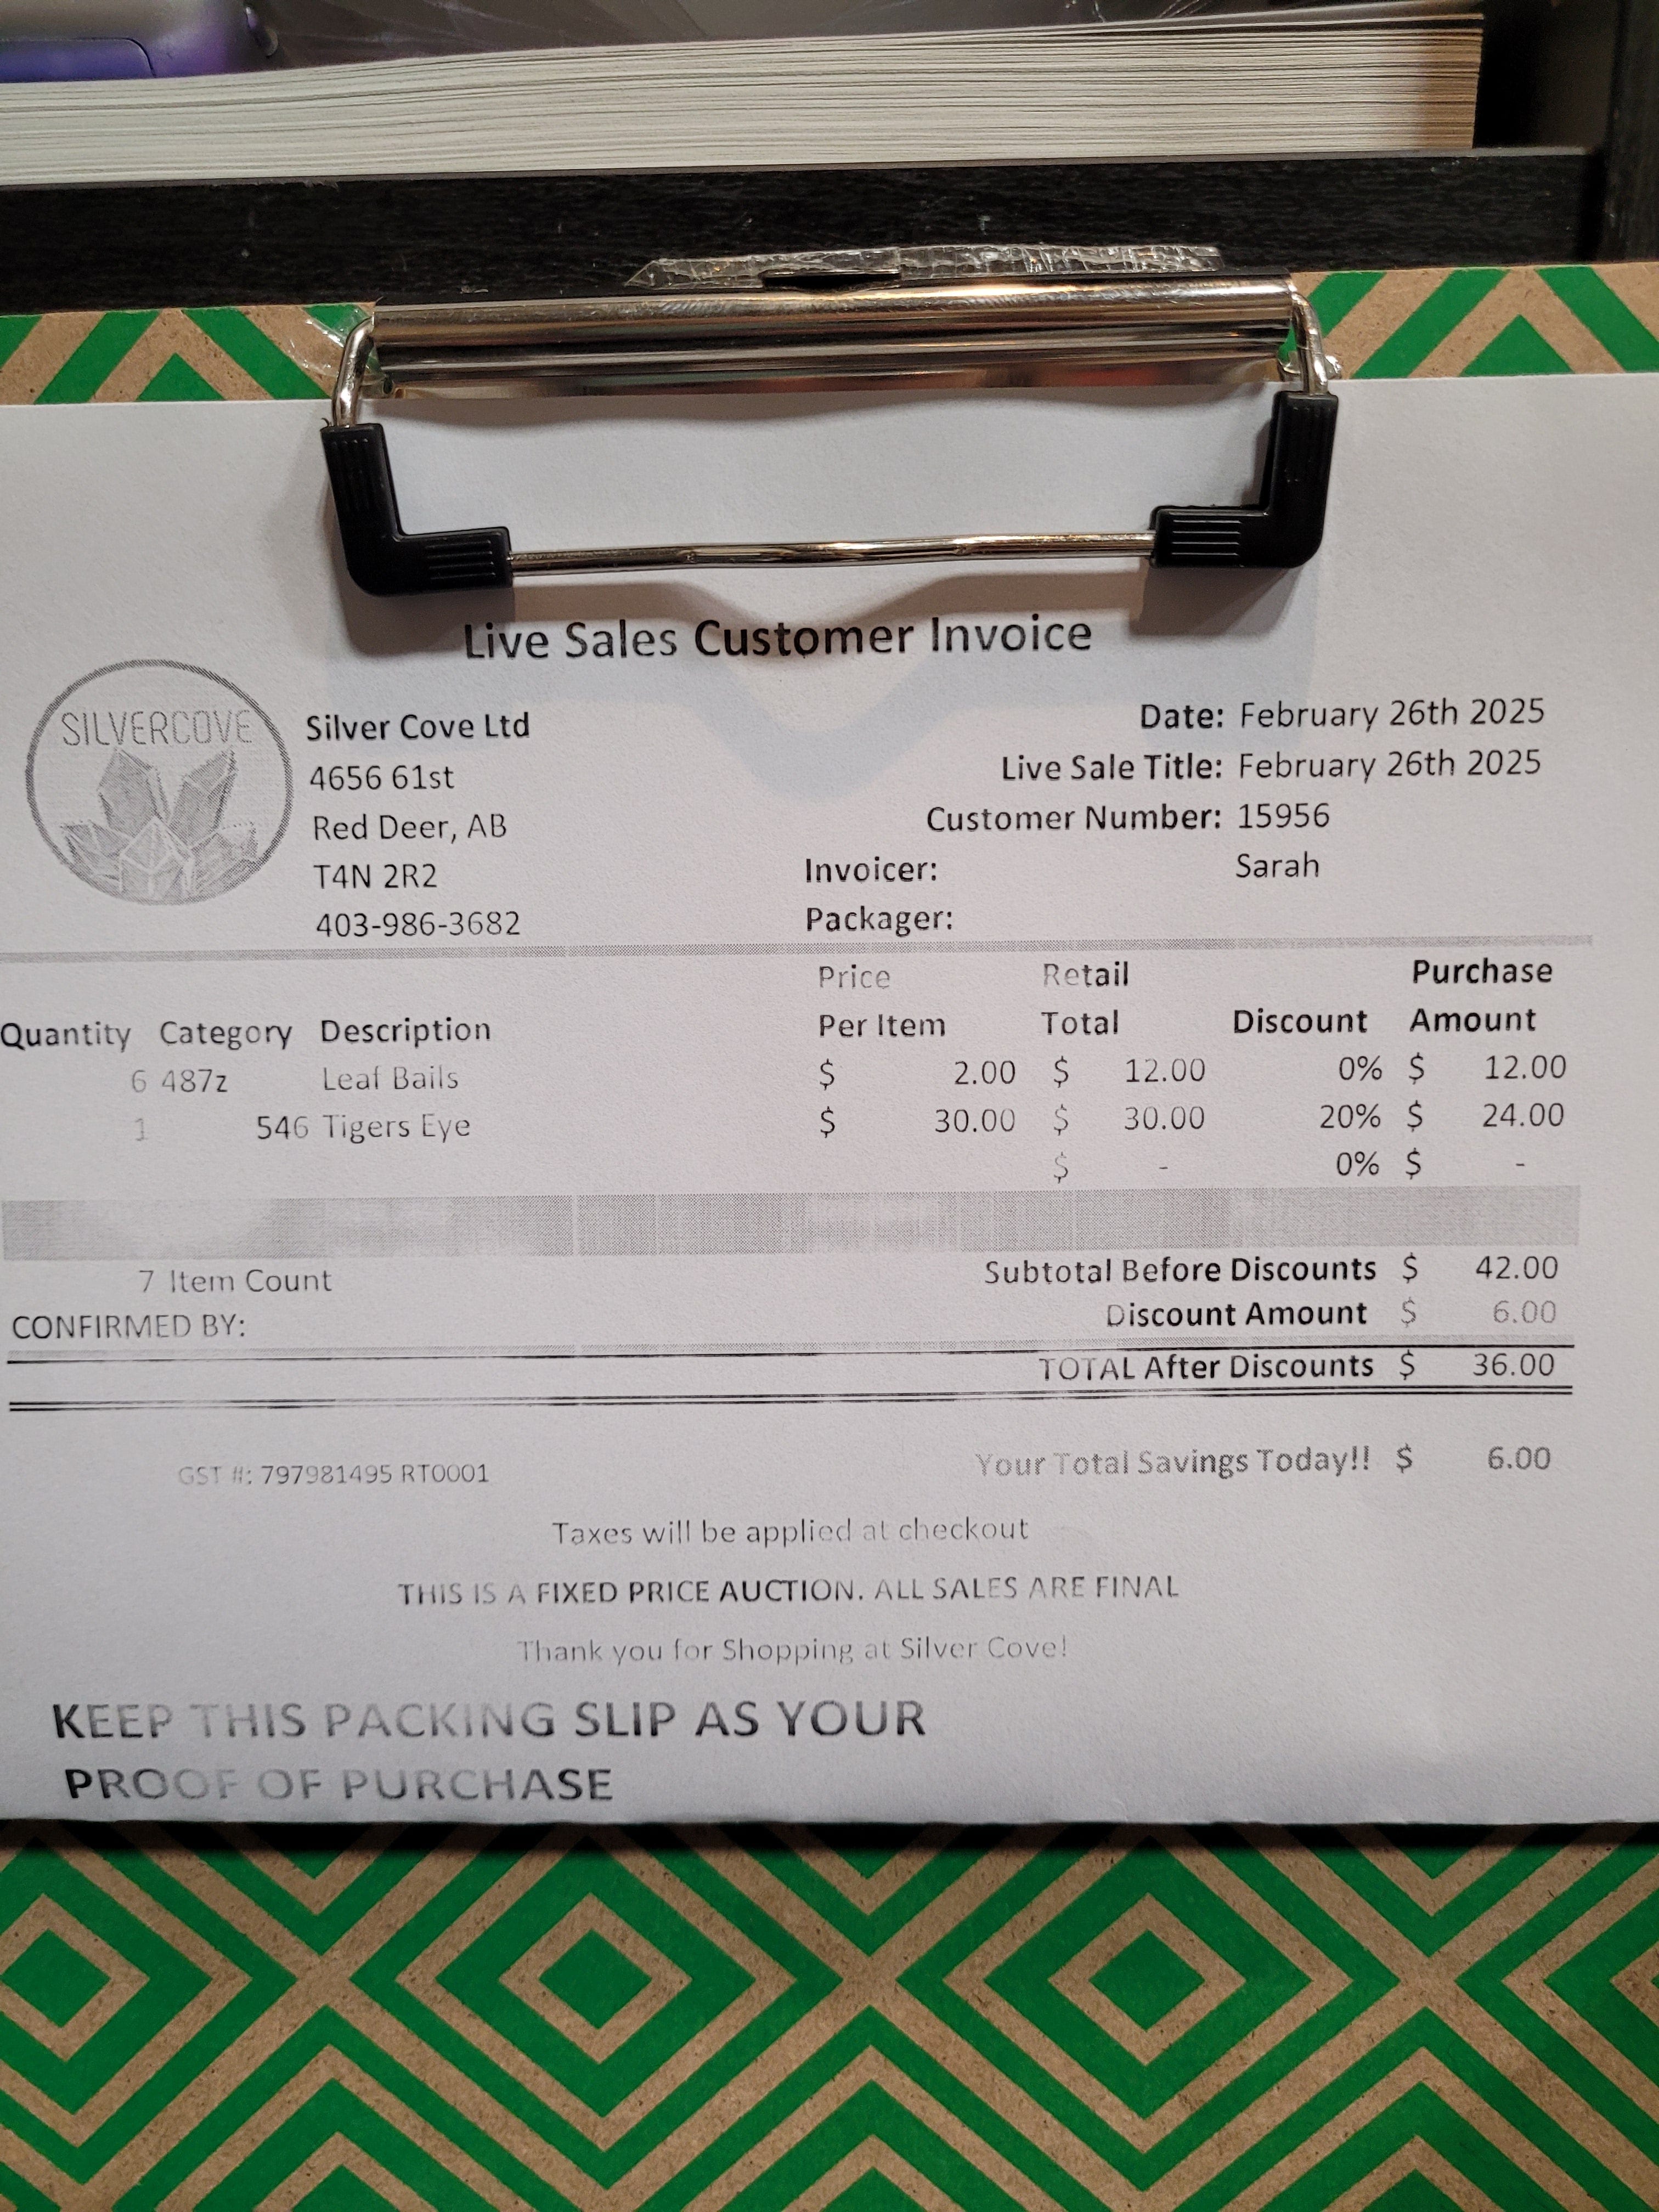 Live Sales Customer Invoice
SILVERCOVE
Silver Cove Ltd
4656 61st
Red Deer, AB
T4N 2R2
403-986-3682
Date: February 26th 2025
Live Sale Title: February 26th 2025
Customer Number: 15956
Invoicer: Sarah
Packager:
Quantity Category Description Price Per Item Retail Total Discount Purchase Amount
6 487z Leaf Bails $ 2.00 $ 12.00 0% $ 12.00
1 546 Tigers Eye $ 30.00 $ 30.00 20% $ 24.00
$ - 0% $ -
7 Item Count Subtotal Before Discounts $ 42.00
Discount Amount $ 6.00
CONFIRMED BY:
TOTAL After Discounts $ 36.00
GST #: 797981495 RT0001 Your Total Savings Today!! $ 6.00
Taxes will be applied at checkout
THIS IS A FIXED PRICE AUCTION. ALL SALES ARE FINAL
Thank you for Shopping at Silver Cove!
KEEP THIS PACKING SLIP AS YOUR
PROOF OF PURCHASE